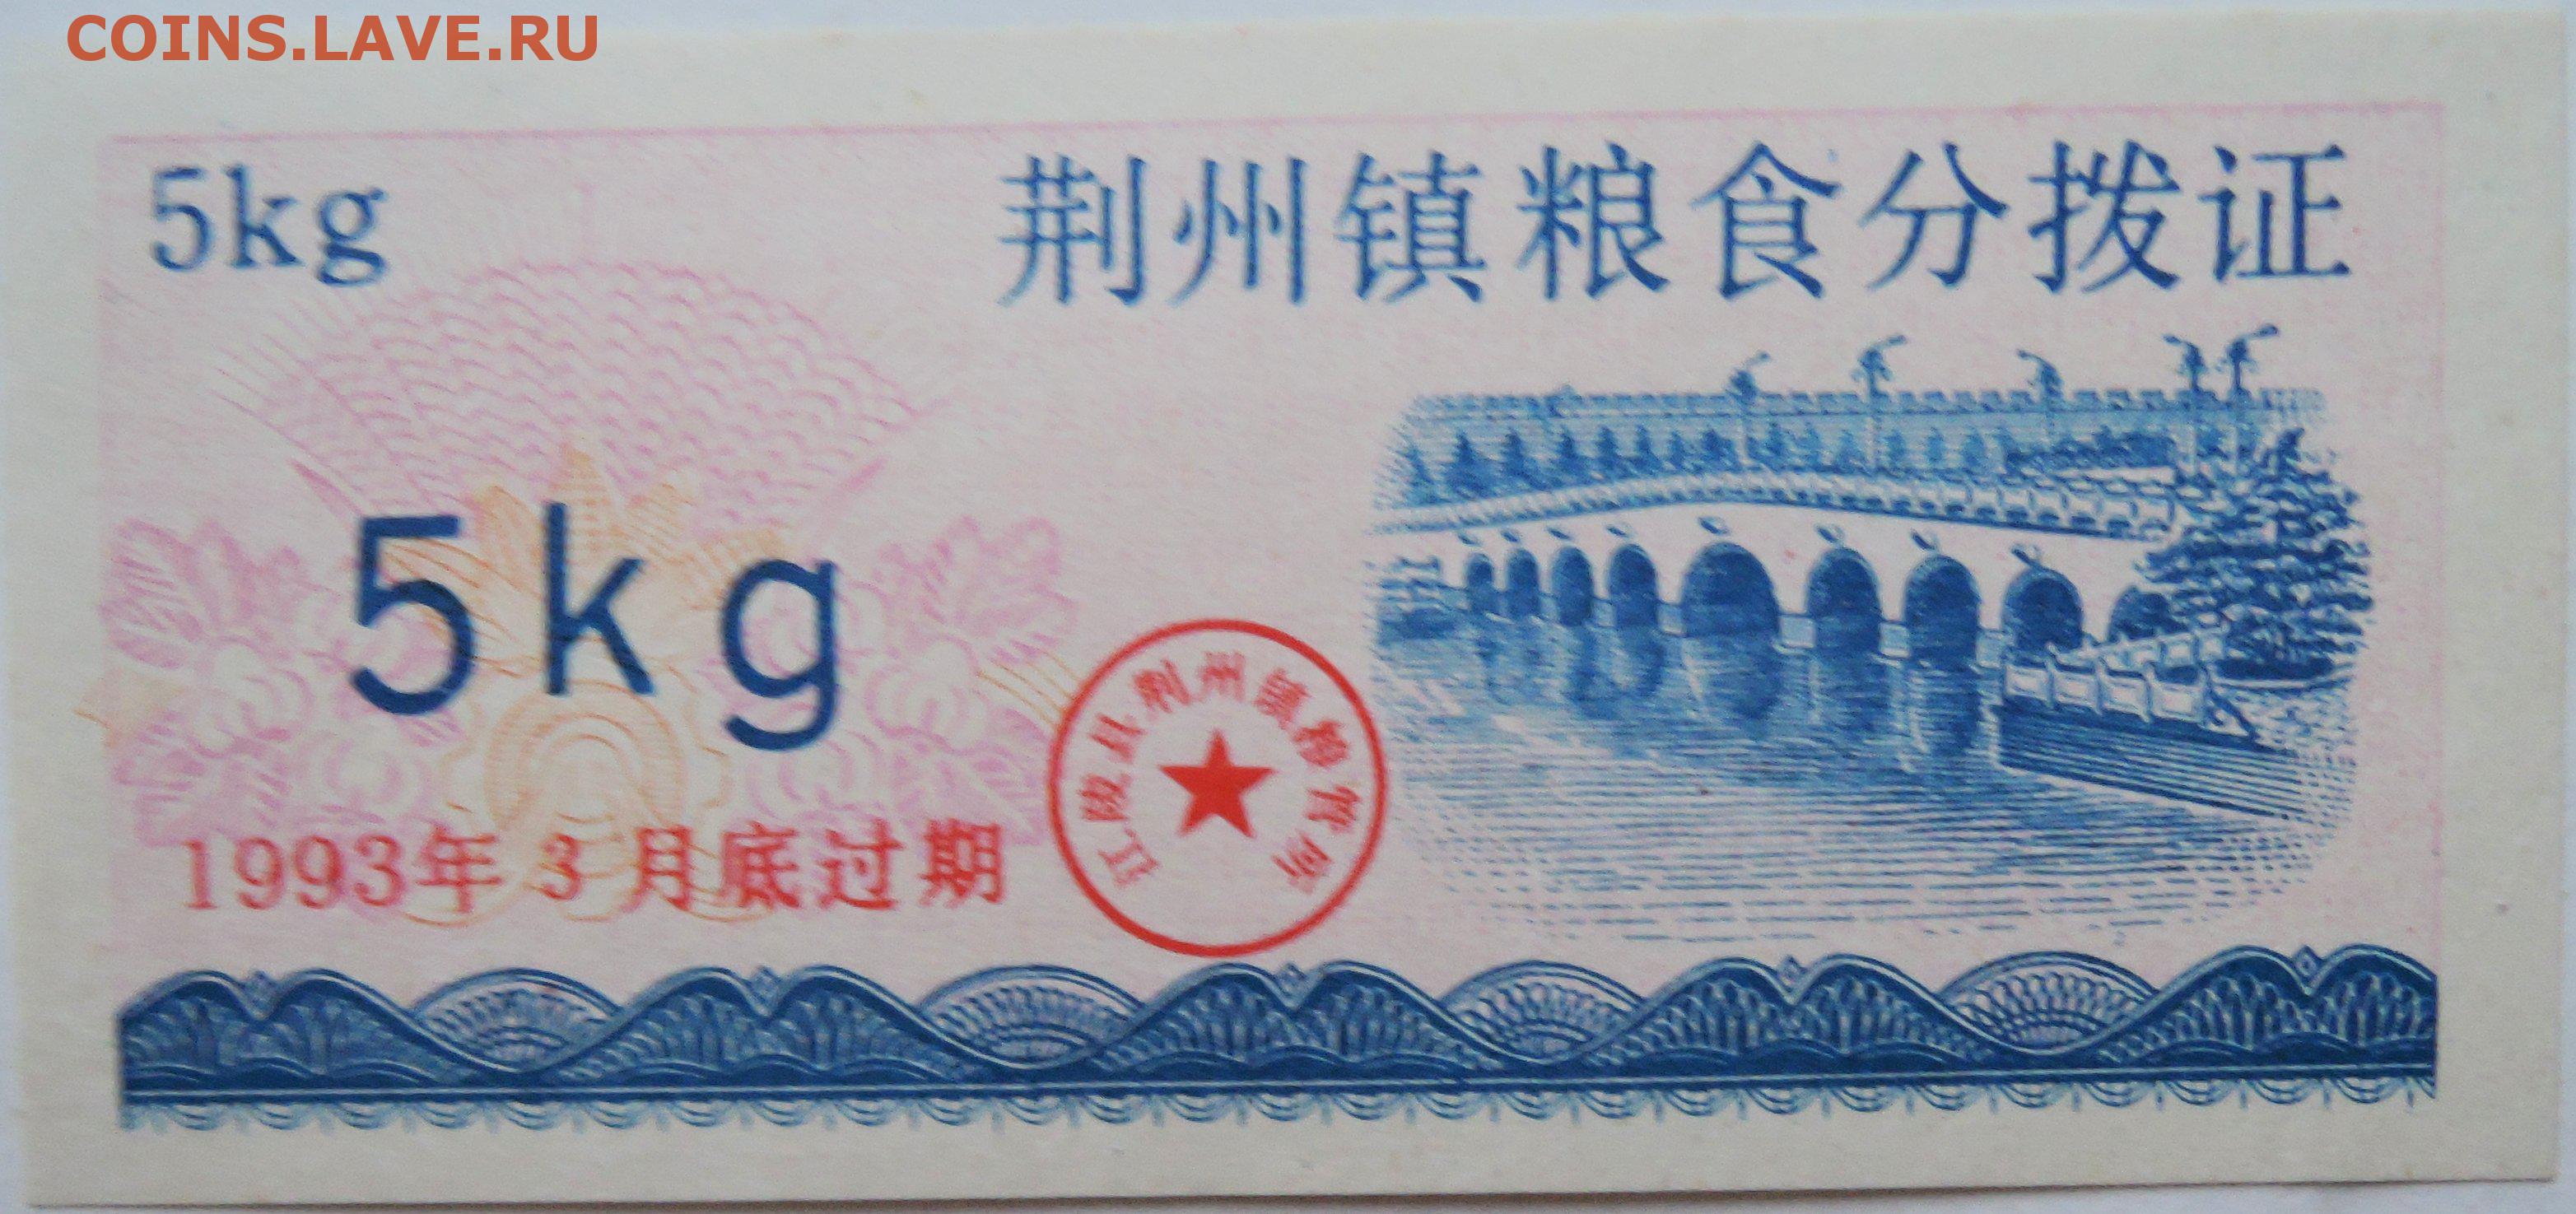 COINS.LAVE.RU
5kg
荆州镇粮食分拨证
5kg
江陵县荆州镇粮管所
1993年3月底过期